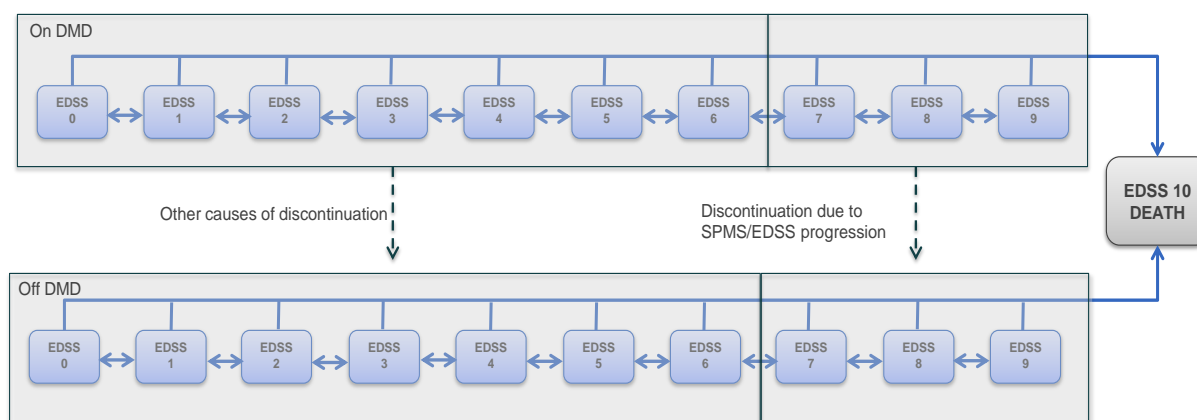 On DMD
EDSS
0
EDSS
1
EDSS
2
EDSS
3
EDSS
4
EDSS
5
EDSS
6
EDSS
7
EDSS
8
EDSS
9
EDSS 10
DEATH
Other causes of discontinuation
Discontinuation due to
SPMS/EDSS progression
Off DMD
EDSS
0
EDSS
1
EDSS
2
EDSS
3
EDSS
4
EDSS
5
EDSS
6
EDSS
7
EDSS
8
EDSS
9